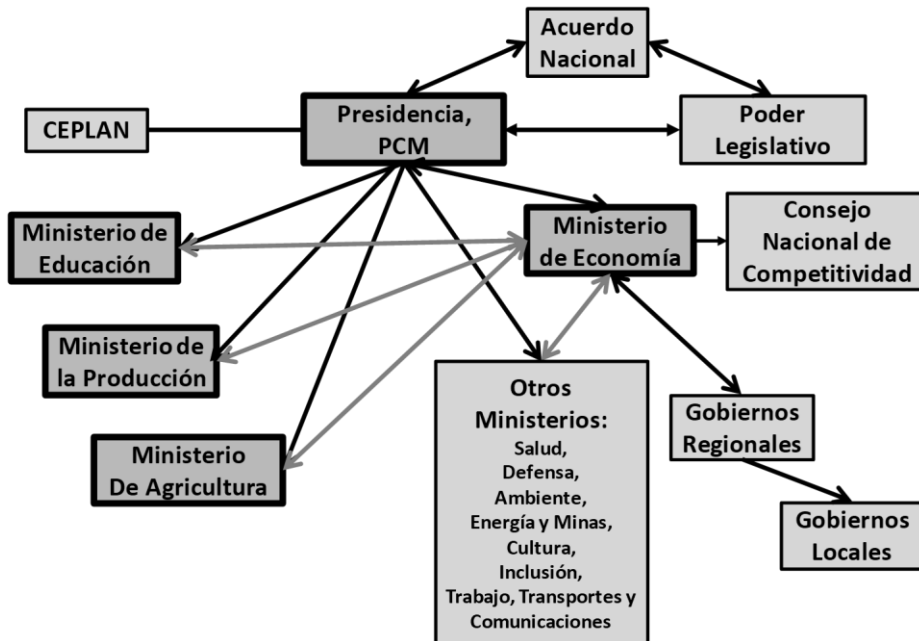 Acuerdo
Nacional
CEPLAN
Presidencia,
PCM
Poder
Legislativo
Ministerio de
Educación
Ministerio
de Economía
Consejo
Nacional de
Competitividad
Ministerio de
la Producción
Ministerio
De Agricultura
Otros
Ministerios:
Salud,
Defensa,
Ambiente,
Energía y Minas,
Cultura,
Inclusión,
Trabajo, Transportes y
Comunicaciones
Gobiernos
Regionales
Gobiernos
Locales